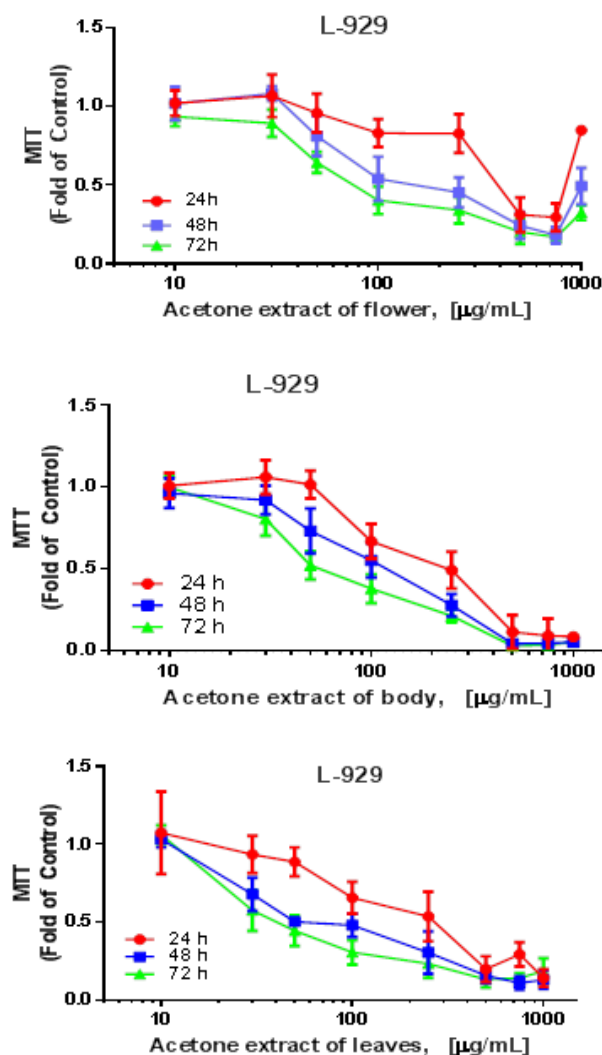 L-929
1.5
1.0
0.5
0.0
MTT
(Fold of Control)
24h
48h
72h
10
100
1000
Acetone extract of flower, [µg/mL]
L-929
1.5
1.0
0.5
0.0
MTT
(Fold of Control)
24 h
48 h
72 h
10
100
1000
Acetone extract of body, [µg/mL]
L-929
1.5
1.0
0.5
0.0
MTT
(Fold of Control)
24 h
48 h
72 h
10
100
1000
Acetone extract of leaves, [µg/mL]